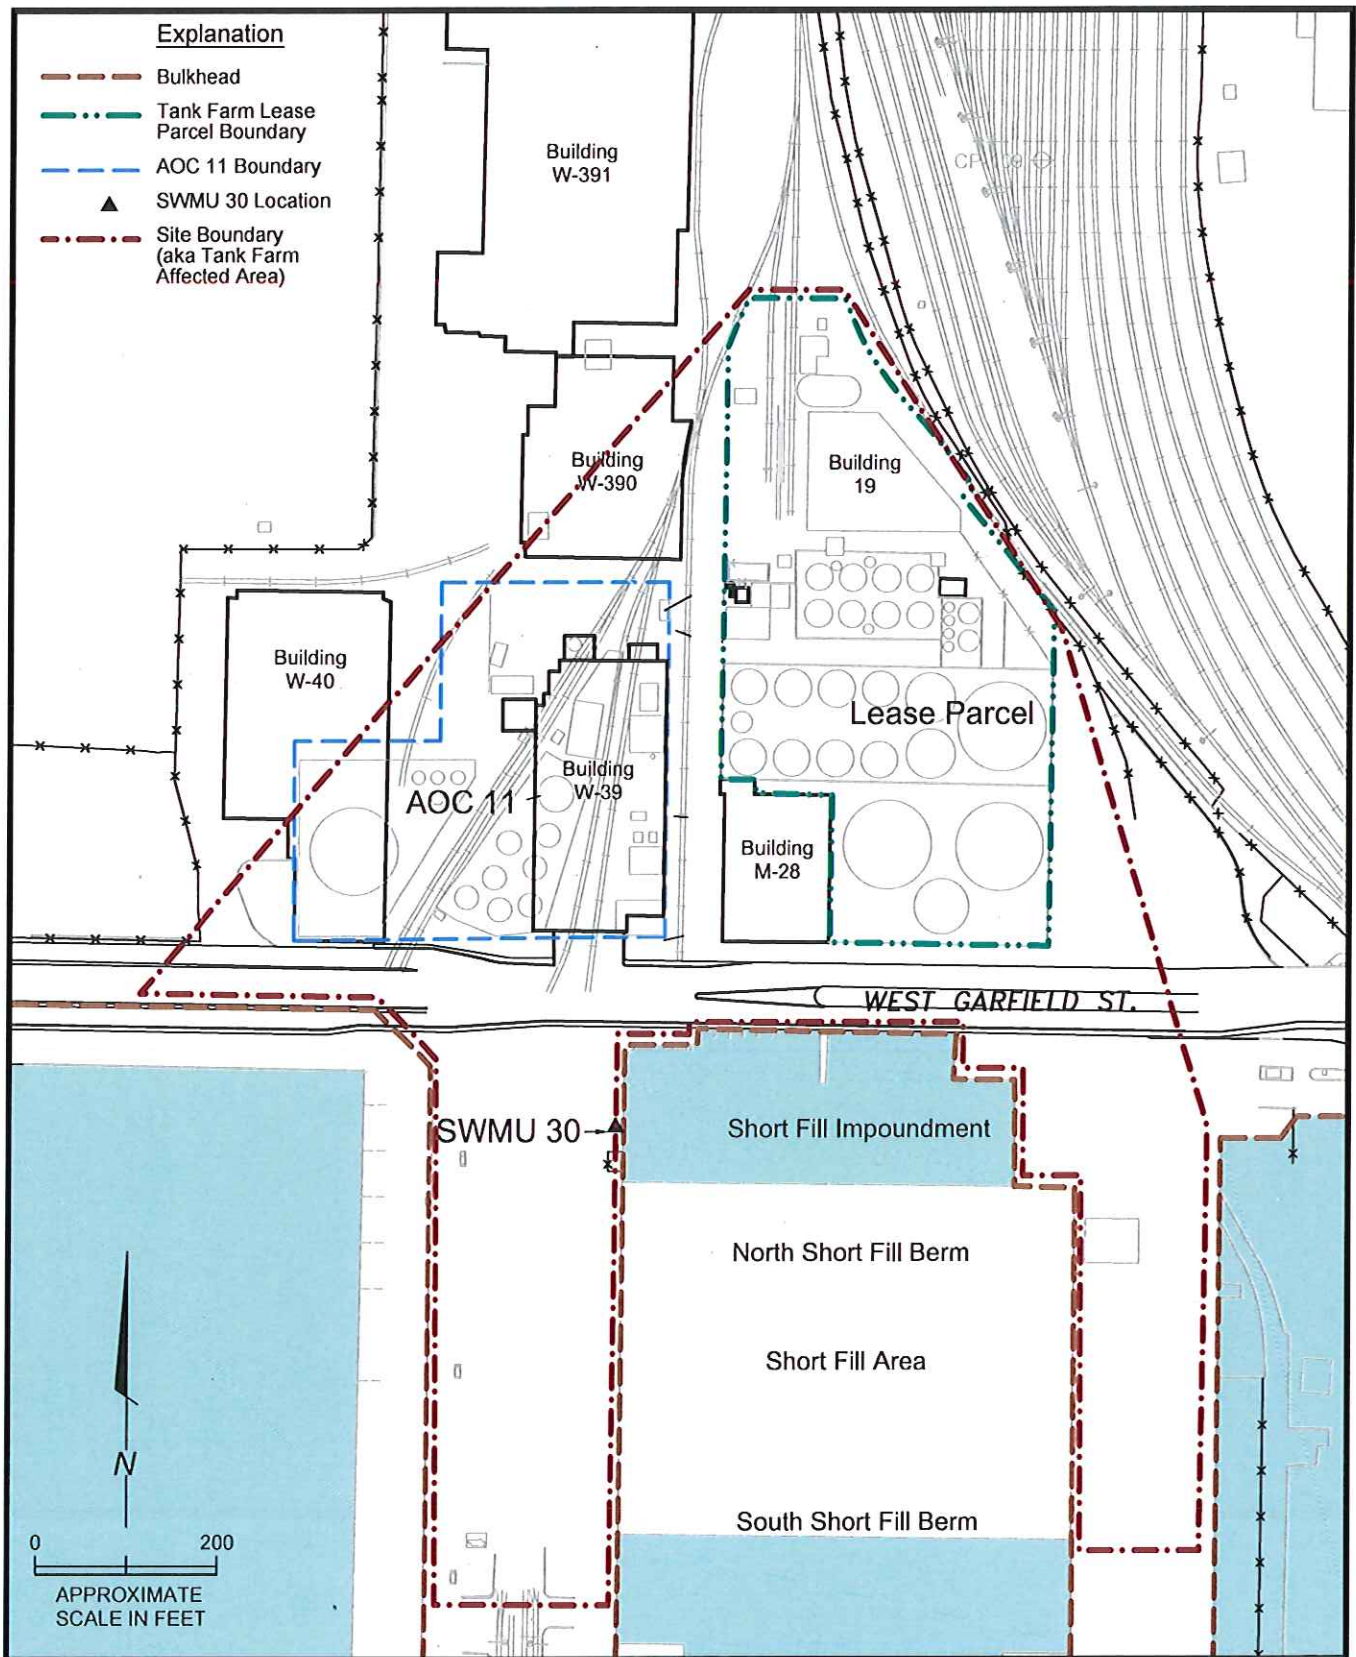 Explanation
Bulkhead
Tank Farm Lease
Parcel Boundary
AOC 11 Boundary
SWMU 30 Location
Site Boundary
(aka Tank Farm
Affected Area)
Building
W-391
Building
W-390
Building
19
Building
W-40
Lease Parcel
Building
W-39
AOC 11
Building
M-28
WEST GARFIELD ST.
SWMU 30
Short Fill Impoundment
North Short Fill Berm
Short Fill Area
South Short Fill Berm
N
0 200
APPROXIMATE
SCALE IN FEET